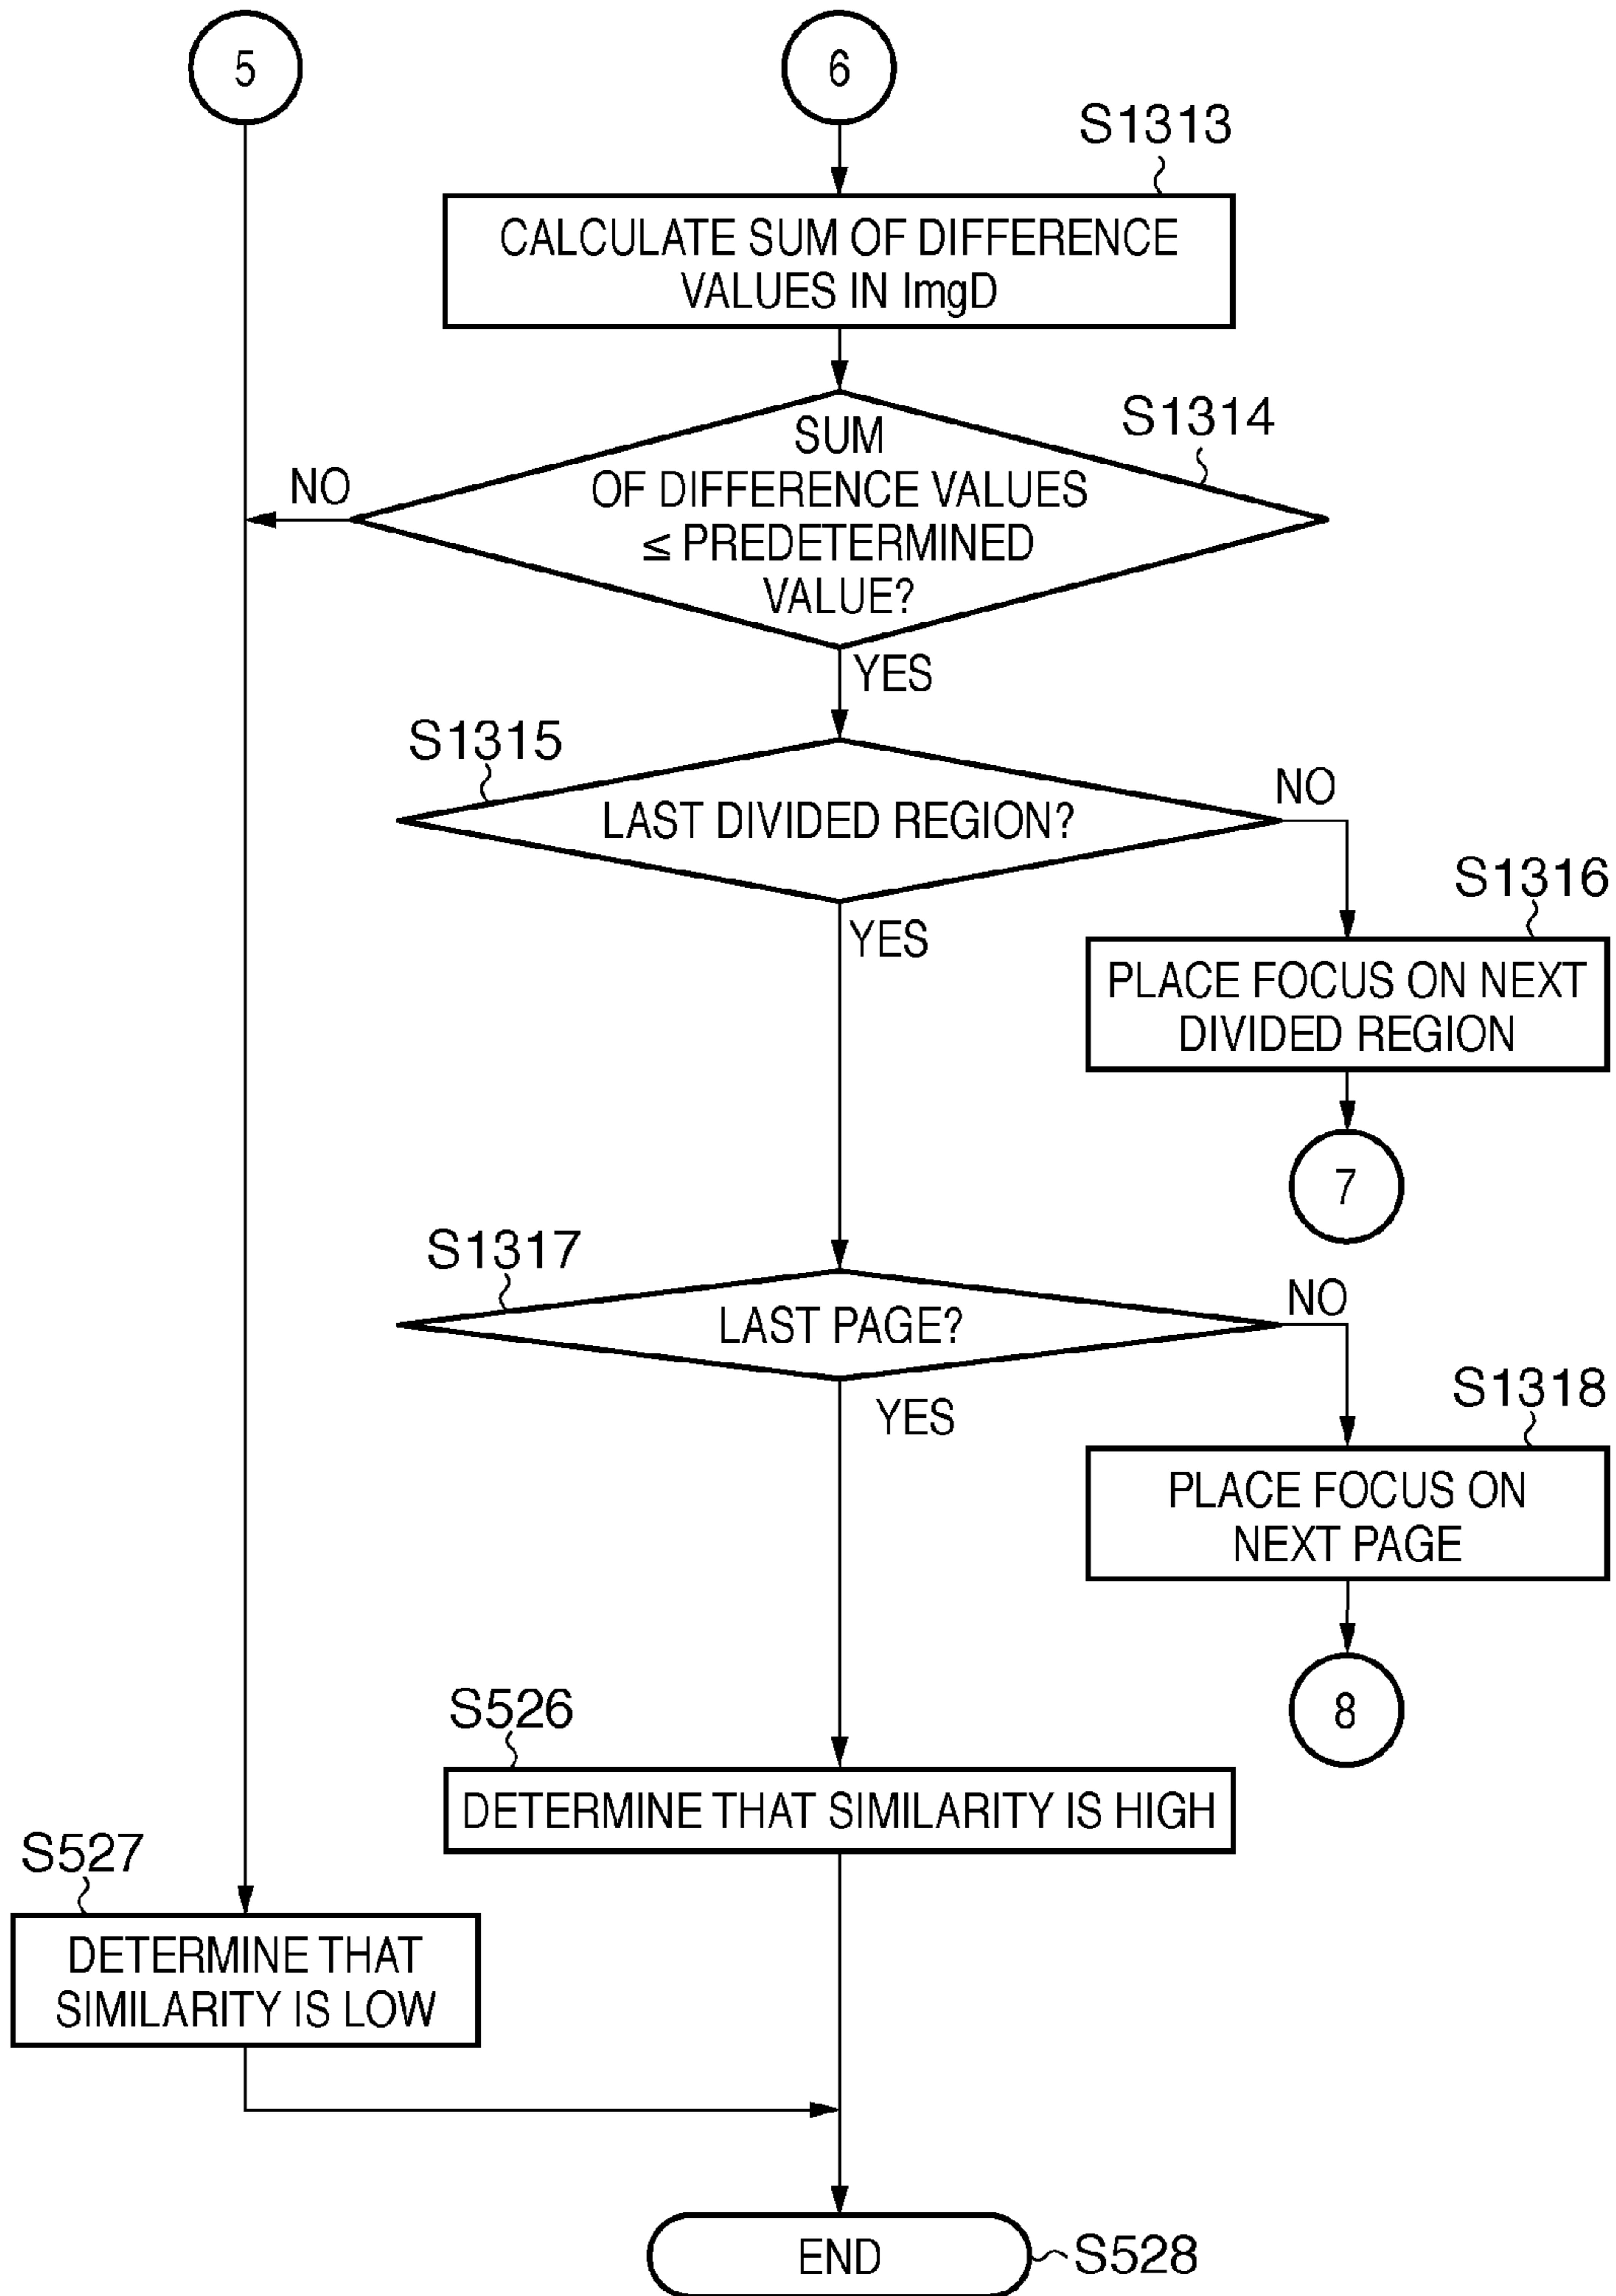 5
6
S1313
CALCULATE SUM OF DIFFERENCE
VALUES IN ImgD
S1314
SUM
OF DIFFERENCE VALUES
≤ PREDETERMINED
VALUE?
NO
YES
S1315
LAST DIVIDED REGION?
NO
YES
S1316
PLACE FOCUS ON NEXT
DIVIDED REGION
7
S1317
LAST PAGE?
NO
YES
S1318
PLACE FOCUS ON
NEXT PAGE
8
S526
DETERMINE THAT SIMILARITY IS HIGH
S527
DETERMINE THAT
SIMILARITY IS LOW
END
S528